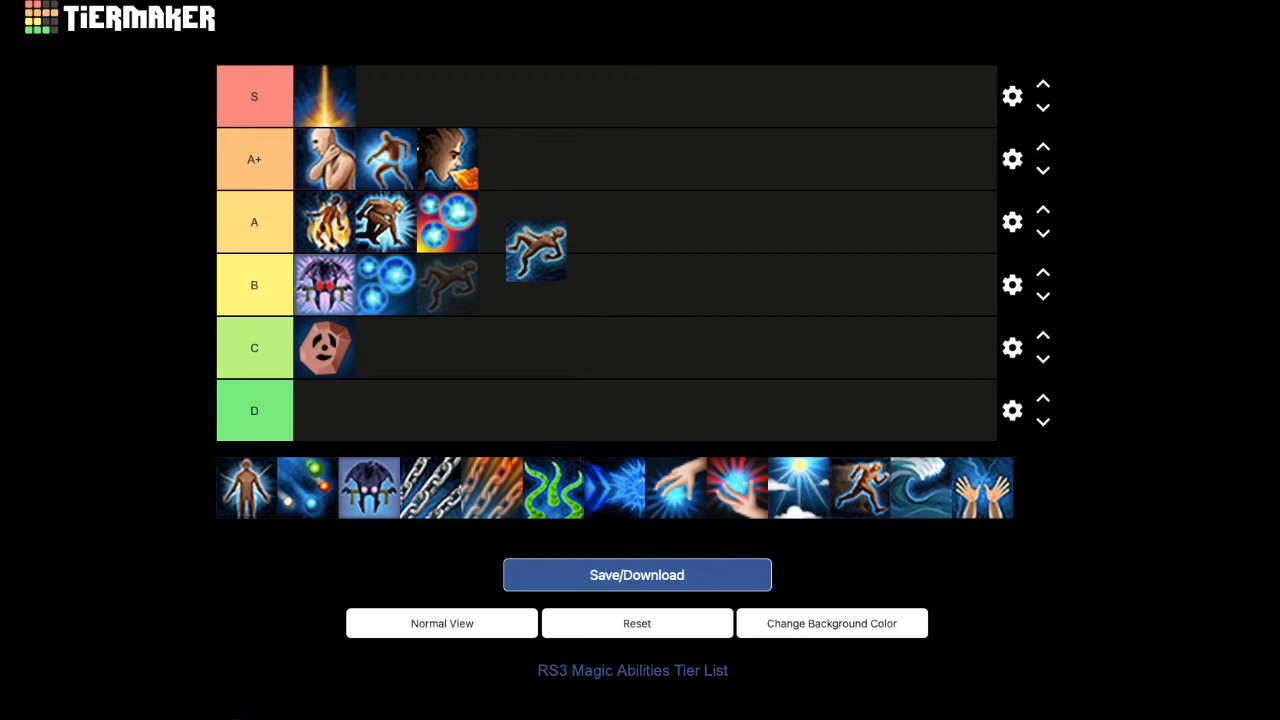 TIERMAKER
S
A+
A
B
C
D
Save/Download
Normal View
Reset
Change Background Color
RS3 Magic Abilities Tier List